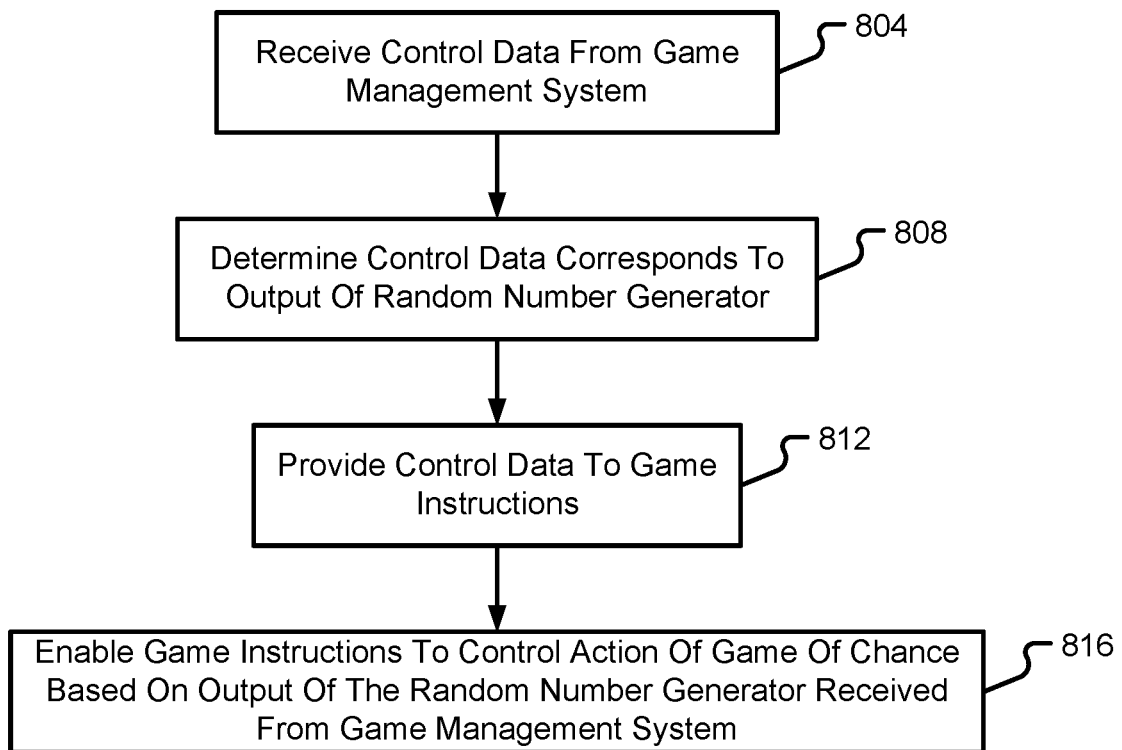 Receive Control Data From Game
Management System
804
Determine Control Data Corresponds To
Output Of Random Number Generator
808
Provide Control Data To Game
Instructions
812
Enable Game Instructions To Control Action Of Game Of Chance
Based On Output Of The Random Number Generator Received
From Game Management System
816